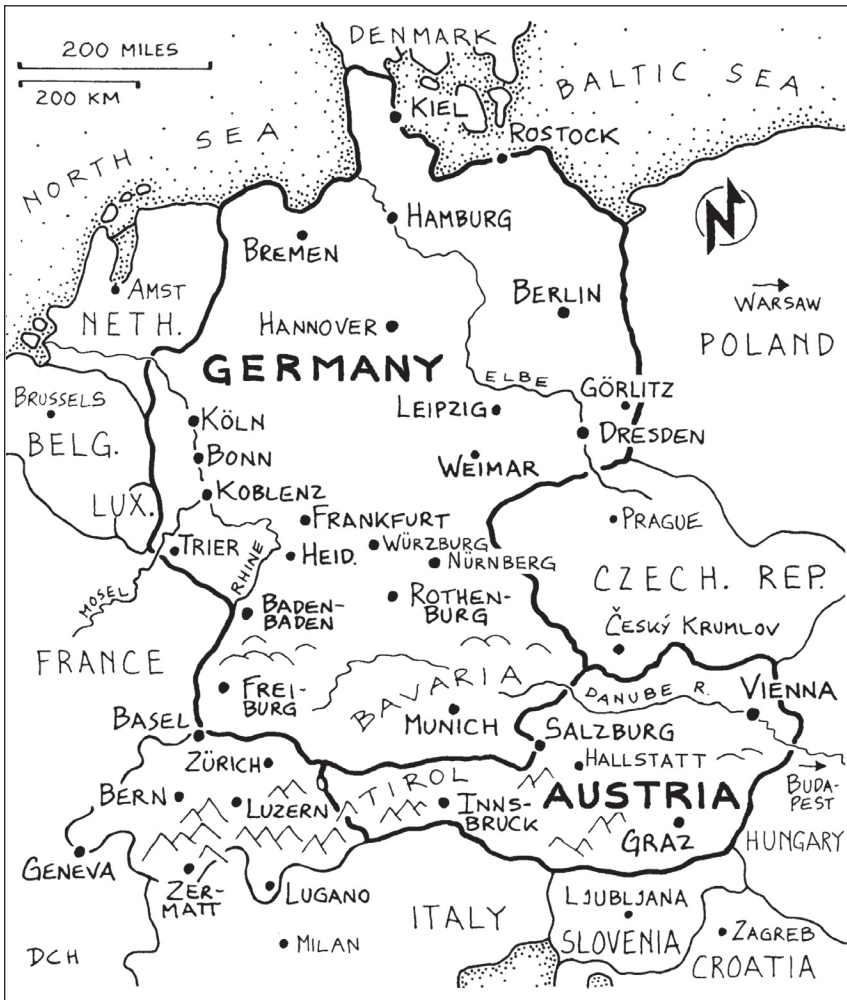 200 MILES
200 KM
DENMARK
BALTIC SEA
NORTH SEA
KIEL
ROSTOCK
HAMBURG
BREMEN
N
AMST
NETH.
BERLIN
WARSAW
HANNOVER
POLAND
GERMANY
ELBE
GÖRLITZ
BRUSSELS
LEIPZIG
KÖLN
DRESDEN
BELG.
BONN
WEIMAR
KOBLENZ
LUX.
FRANKFURT
PRAGUE
TRIER
HEID.
WÜRZBURG
NÜRNBERG
RHINE
CZECH. REP.
MOSEL
BADEN-
BADEN
ROTHEN-
BURG
ČESKÝ KRUMLOV
FRANCE
BAVARIA
FREI-
BURG
DANUBE R.
VIENNA
MUNICH
BASEL
SALZBURG
ZÜRICH
HALLSTATT
TIROL
BUDA-
PEST
BERN
LUZERN
INNS-
BRUCK
AUSTRIA
GRAZ
HUNGARY
GENEVA
ZER-
MATT
LUGANO
LJUBLJANA
ITALY
MILAN
SLOVENIA
ZAGREB
CROATIA
DCH